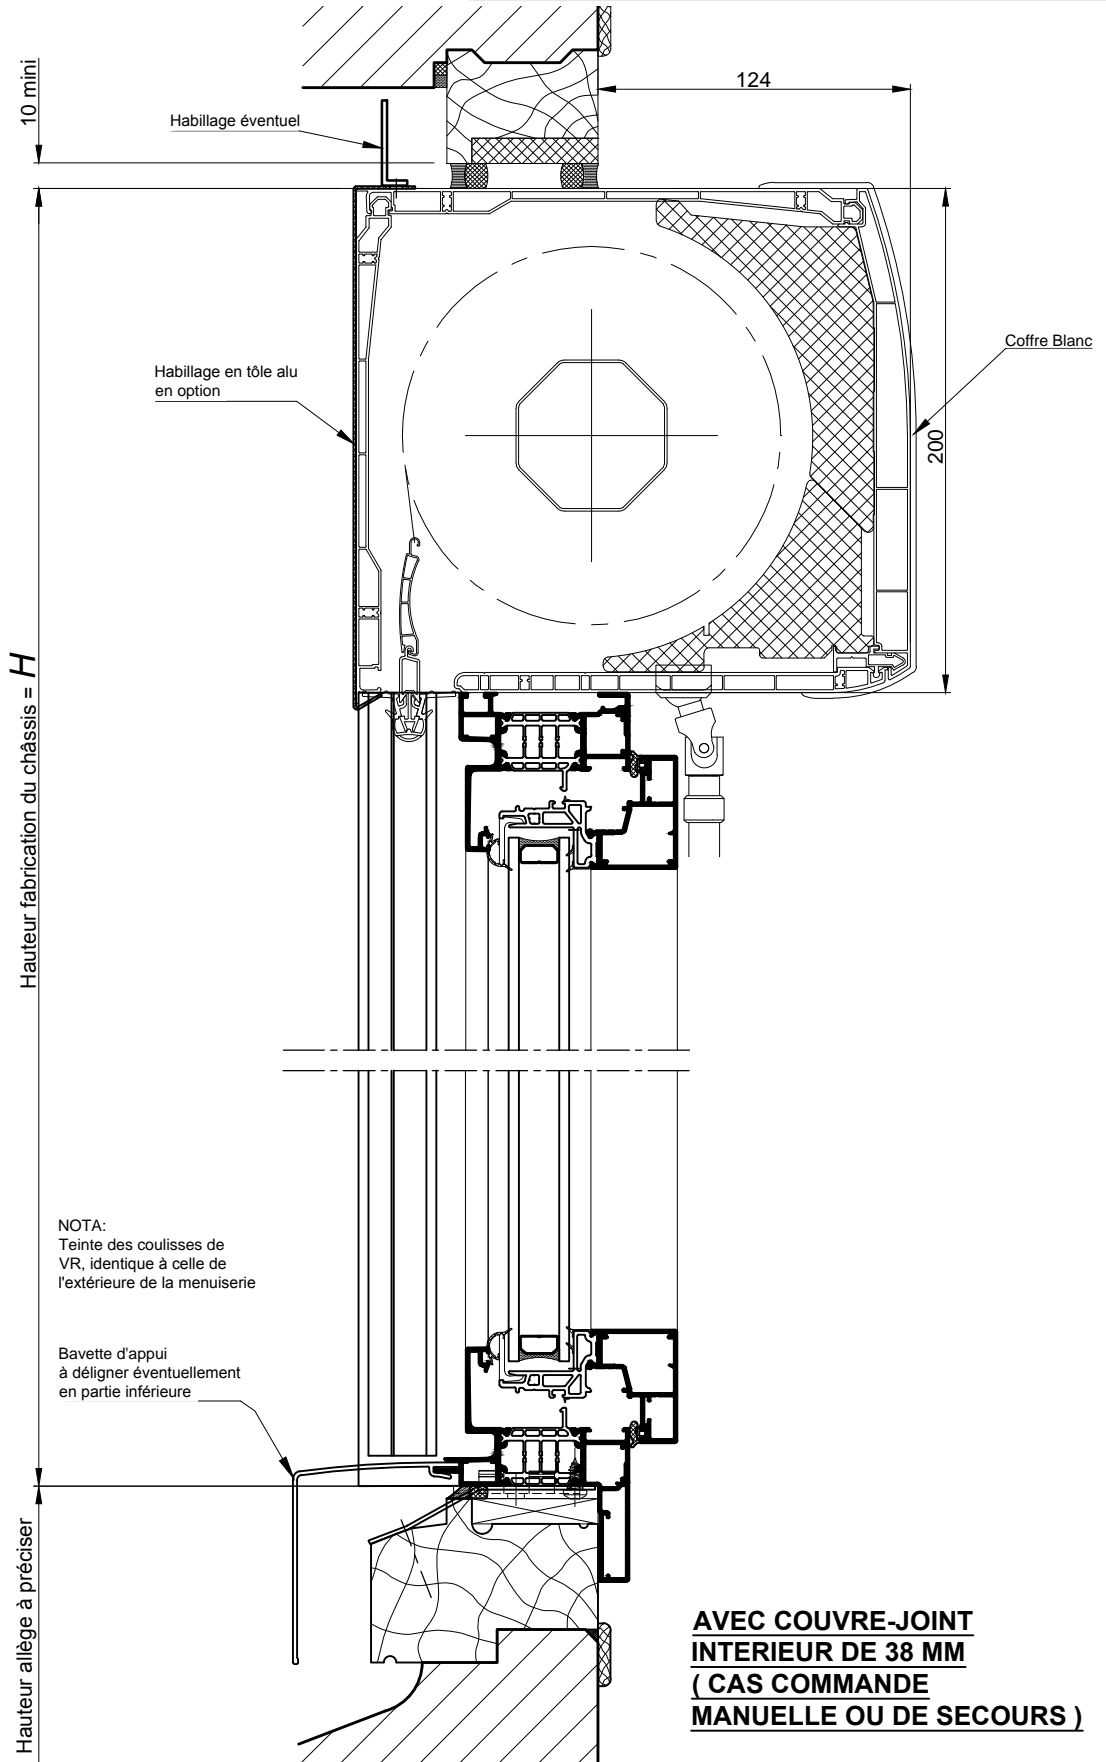 10 mini
124
Habillage éventuel
Habillage en tôle alu
en option
Coffre Blanc
200
Hauteur fabrication du châssis = H
NOTA:
Teinte des coulisses de
VR, identique à celle de
l'extérieure de la menuiserie
Bavette d'appui
à déligner éventuellement
en partie inférieure
Hauteur allège à préciser
AVEC COUVRE-JOINT
INTERIEUR DE 38 MM
( CAS COMMANDE
MANUELLE OU DE SECOURS )